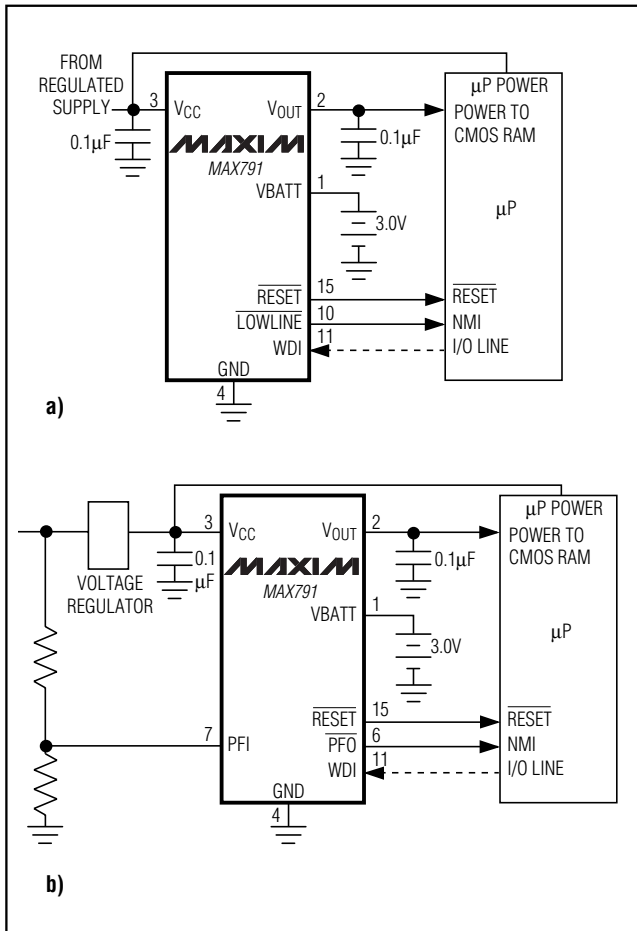 FROM
REGULATED
SUPPLY
3
VCC
0.1µF
MAXIM
MAX791
VOUT
2
0.1µF
VBATT
1
3.0V
RESET
15
LOWLINE
10
WDI
11
GND
4
µP POWER
POWER TO
CMOS RAM
µP
RESET
NMI
I/O LINE
a)
VOLTAGE
REGULATOR
3
VCC
0.1
µF
MAXIM
MAX791
VOUT
2
0.1µF
VBATT
1
3.0V
RESET
15
7
PFI
PFO
6
WDI
11
GND
4
µP POWER
POWER TO
CMOS RAM
µP
RESET
NMI
I/O LINE
b)